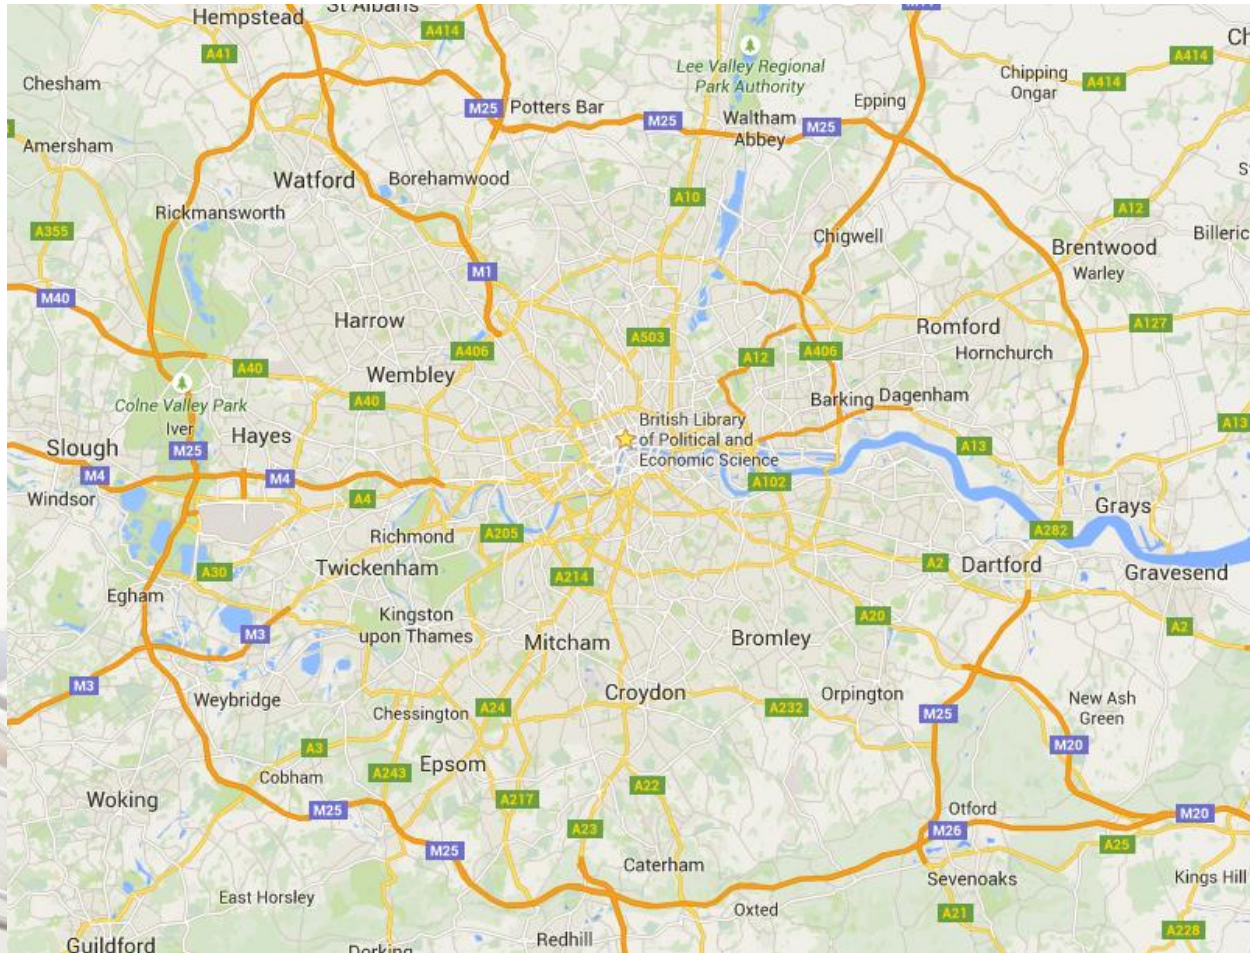 Hempstead
St Albans
A414
A41
Chesham
Lee Valley Regional
Park Authority
Chipping
Ongar
A414
A414
M25
Potters Bar
M25
Waltham
Abbey
M25
Epping
Amersham
Watford
Borehamwood
A10
Rickmansworth
A355
A12
Chigwell
Brentwood
Warley
M1
M40
Harrow
A503
Romford
Hornchurch
A127
A406
A12
A406
A40
Wembley
A40
Colne Valley Park
Iver
Barking
Dagenham
British Library
of Political and
Economic Science
Slough
M25
Hayes
A13
A13
M4
M4
Windsor
A4
A102
Grays
Richmond
A205
A282
A30
Twickenham
A214
A2
Dartford
Gravesend
Egham
Kingston
upon Thames
A20
A2
M3
Mitcham
Bromley
M3
Weybridge
Croydon
Orpington
New Ash
Green
Chessington
A24
A232
M25
A3
M20
Cobham
A243
Epsom
A22
Woking
M25
A217
Otford
M20
A23
M26
A25
M25
Caterham
Sevenoaks
Kings Hill
East Horsley
Oxted
A21
A228
Guildford
Redhill
Dorking